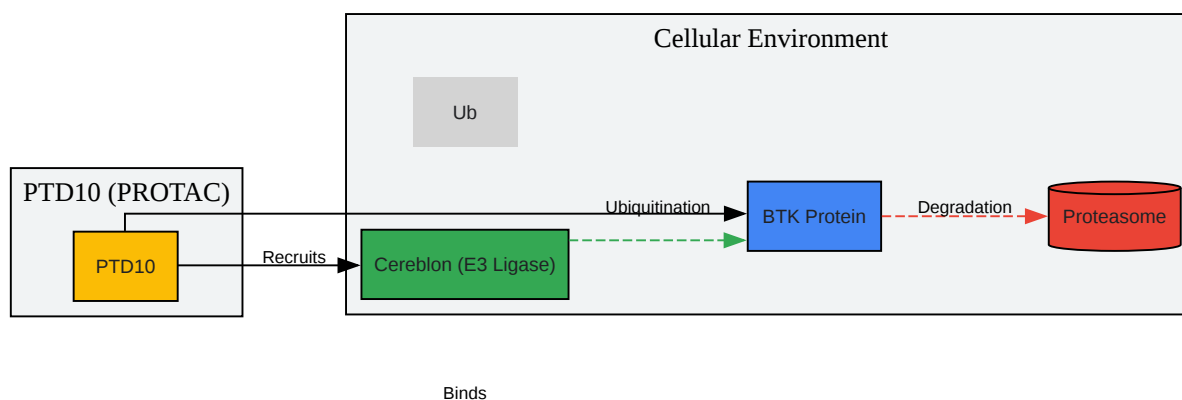 Cellular Environment
Ub
PTD10 (PROTAC)
Ubiquitination
BTK Protein
Degradation
Proteasome
PTD10
Recruits
Cereblon (E3 Ligase)
Binds